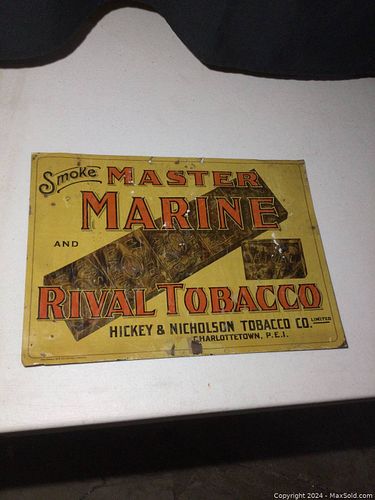 Smoke MASTER
MARINE
AND
RIVAL TOBACCO
HICKEY & NICHOLSON TOBACCO CO. LIMITED
CHARLOTTETOWN, P.E.I.
Copyright 2024 - MaxSold.com